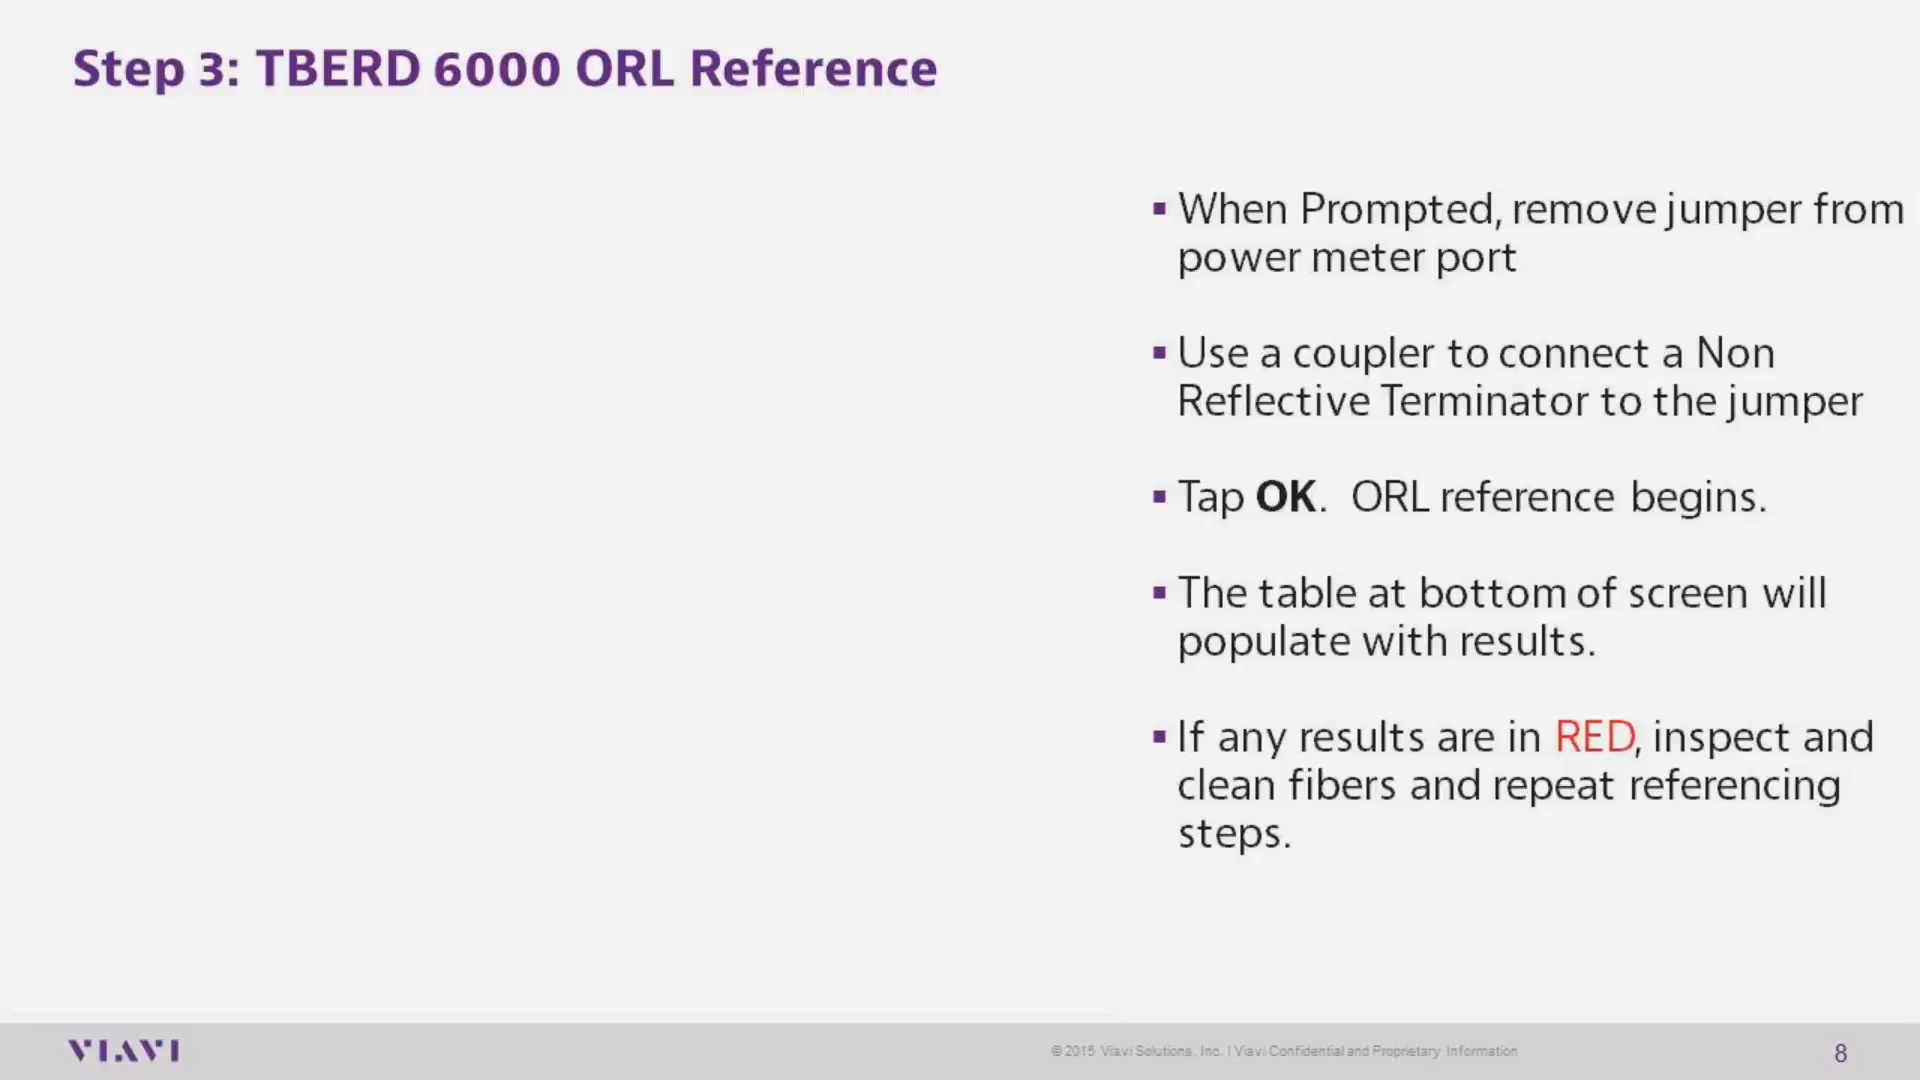 Step 3: TBERD 6000 ORL Reference
▪ When Prompted, remove jumper from
power meter port
▪ Use a coupler to connect a Non
Reflective Terminator to the jumper
▪ Tap OK. ORL reference begins.
▪ The table at bottom of screen will
populate with results.
▪ If any results are in RED, inspect and
clean fibers and repeat referencing
steps.
VIAVI
© 2015 Viavi Solutions, Inc. | Viavi Confidential and Proprietary Information
8